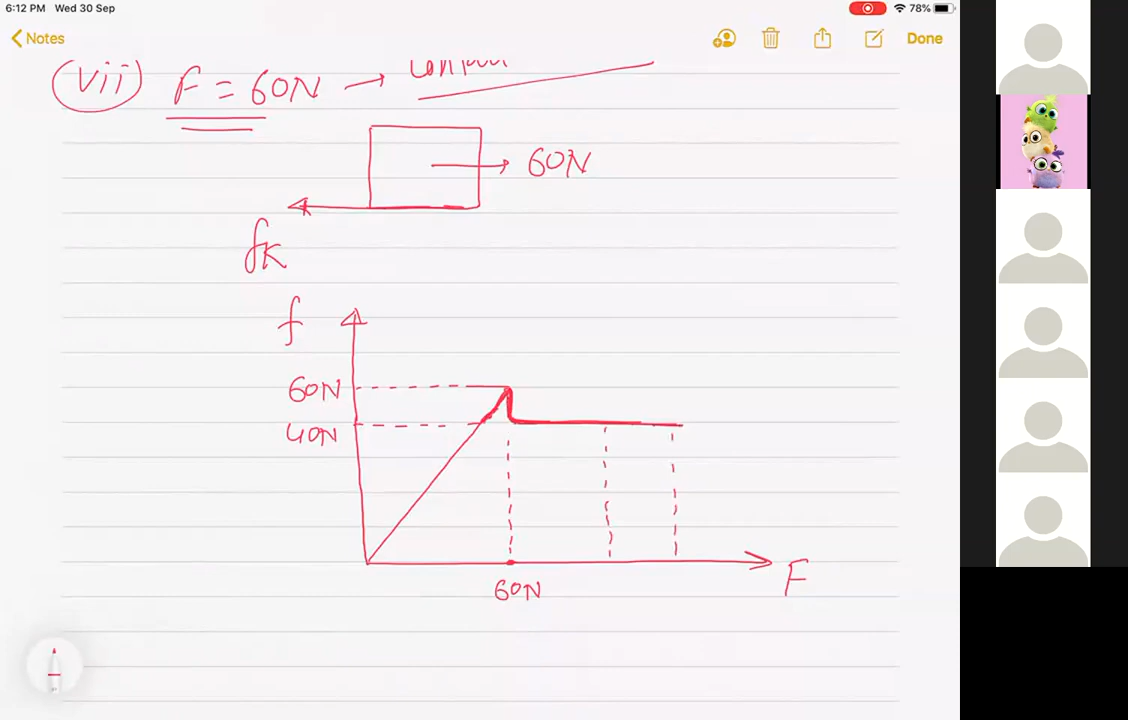 6:12 PM Wed 30 Sep 78%
Notes Done
(vii) F = 60N →
60N
fK
f
60N
40N
60N
F